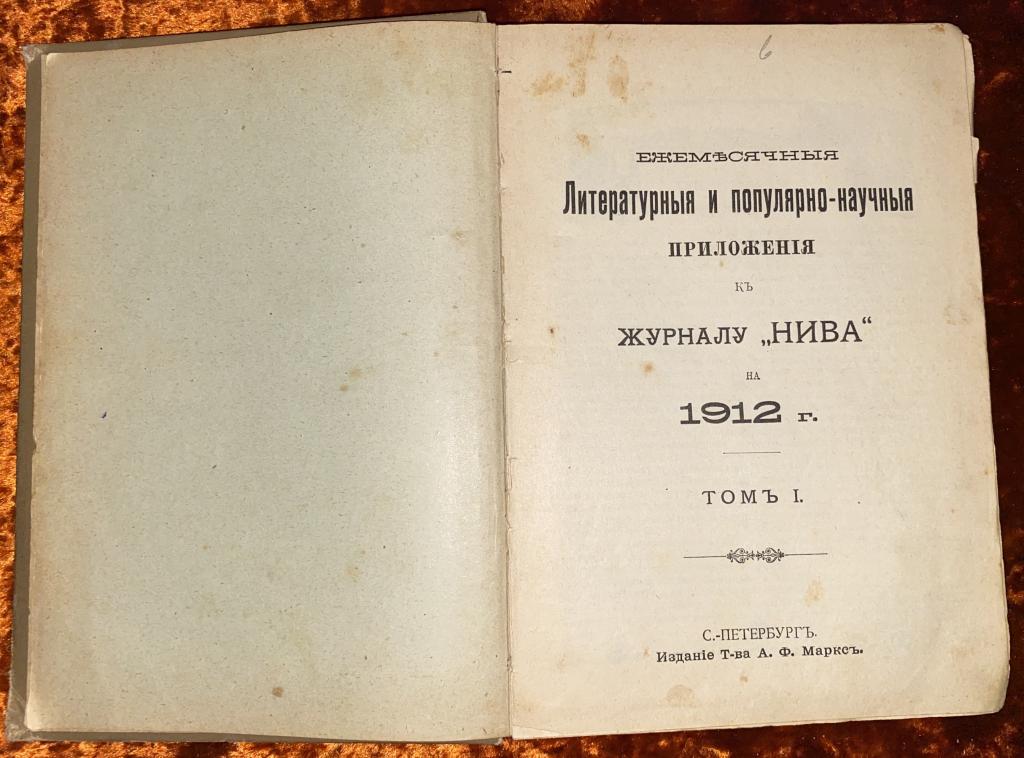 6
ЕЖЕМѢСЯЧНЫЯ
Литературныя и популярно-научныя
ПРИЛОЖЕНІЯ
КЪ
ЖУРНАЛУ „НИВА“
НА
1912 г.
ТОМЪ I.
С.-ПЕТЕРБУРГЪ.
Изданіе Т-ва А. Ф. Марксъ.